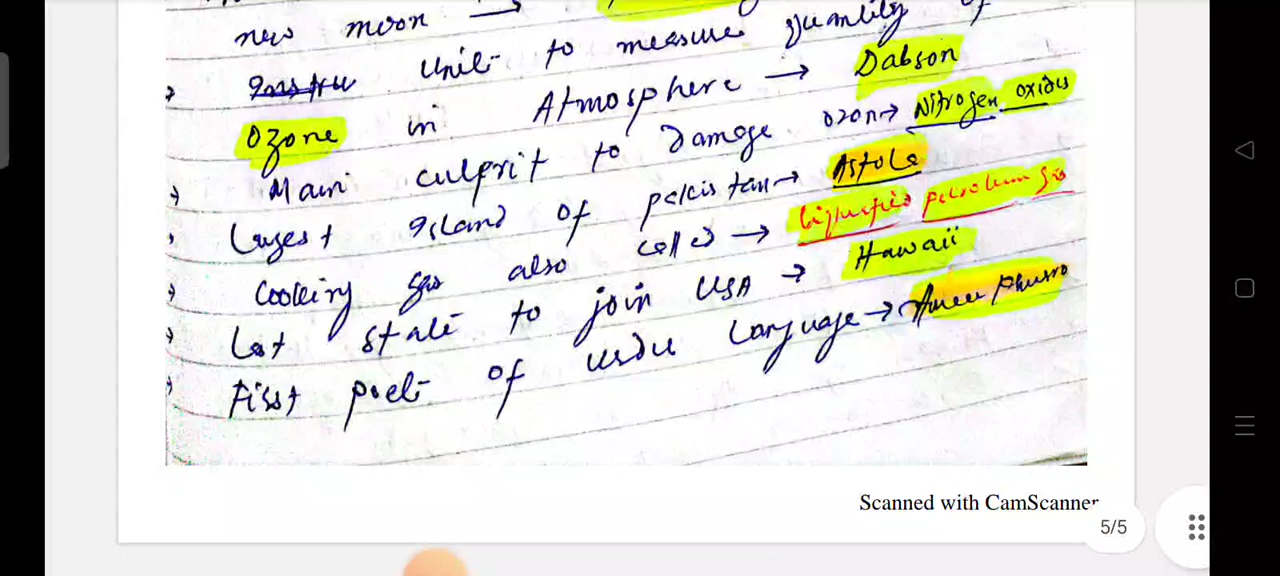 new moon →
→ Unit to measure quantity of
Ozone in Atmosphere → Dabson
→ Main culprit to Damage ozon → Nitrogen oxides
→ Largest Island of pakistan → Astola
→ Cooking gas also called → Liquified petroleum gas
→ Last state to join USA → Hawaii
→ First poet of urdu Language → Ameer Khusro
Scanned with CamScanner
5/5